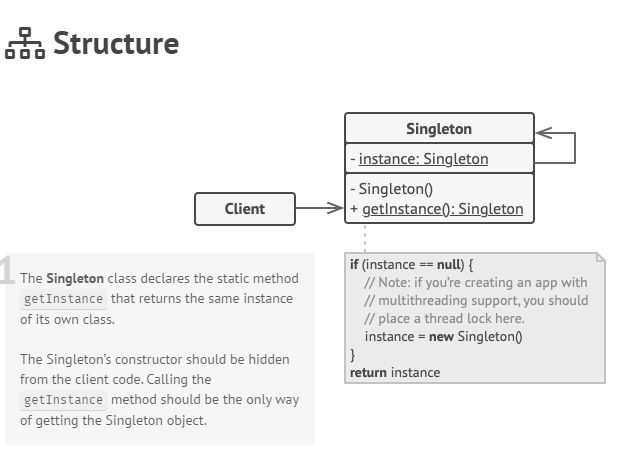 Structure
Singleton
- instance: Singleton
- Singleton()
+ getInstance(): Singleton
Client
1
The Singleton class declares the static method
getInstance that returns the same instance
of its own class.
The Singleton's constructor should be hidden
from the client code. Calling the
getInstance method should be the only way
of getting the Singleton object.
if (instance == null) {
// Note: if you're creating an app with
// multithreading support, you should
// place a thread lock here.
instance = new Singleton()
}
return instance